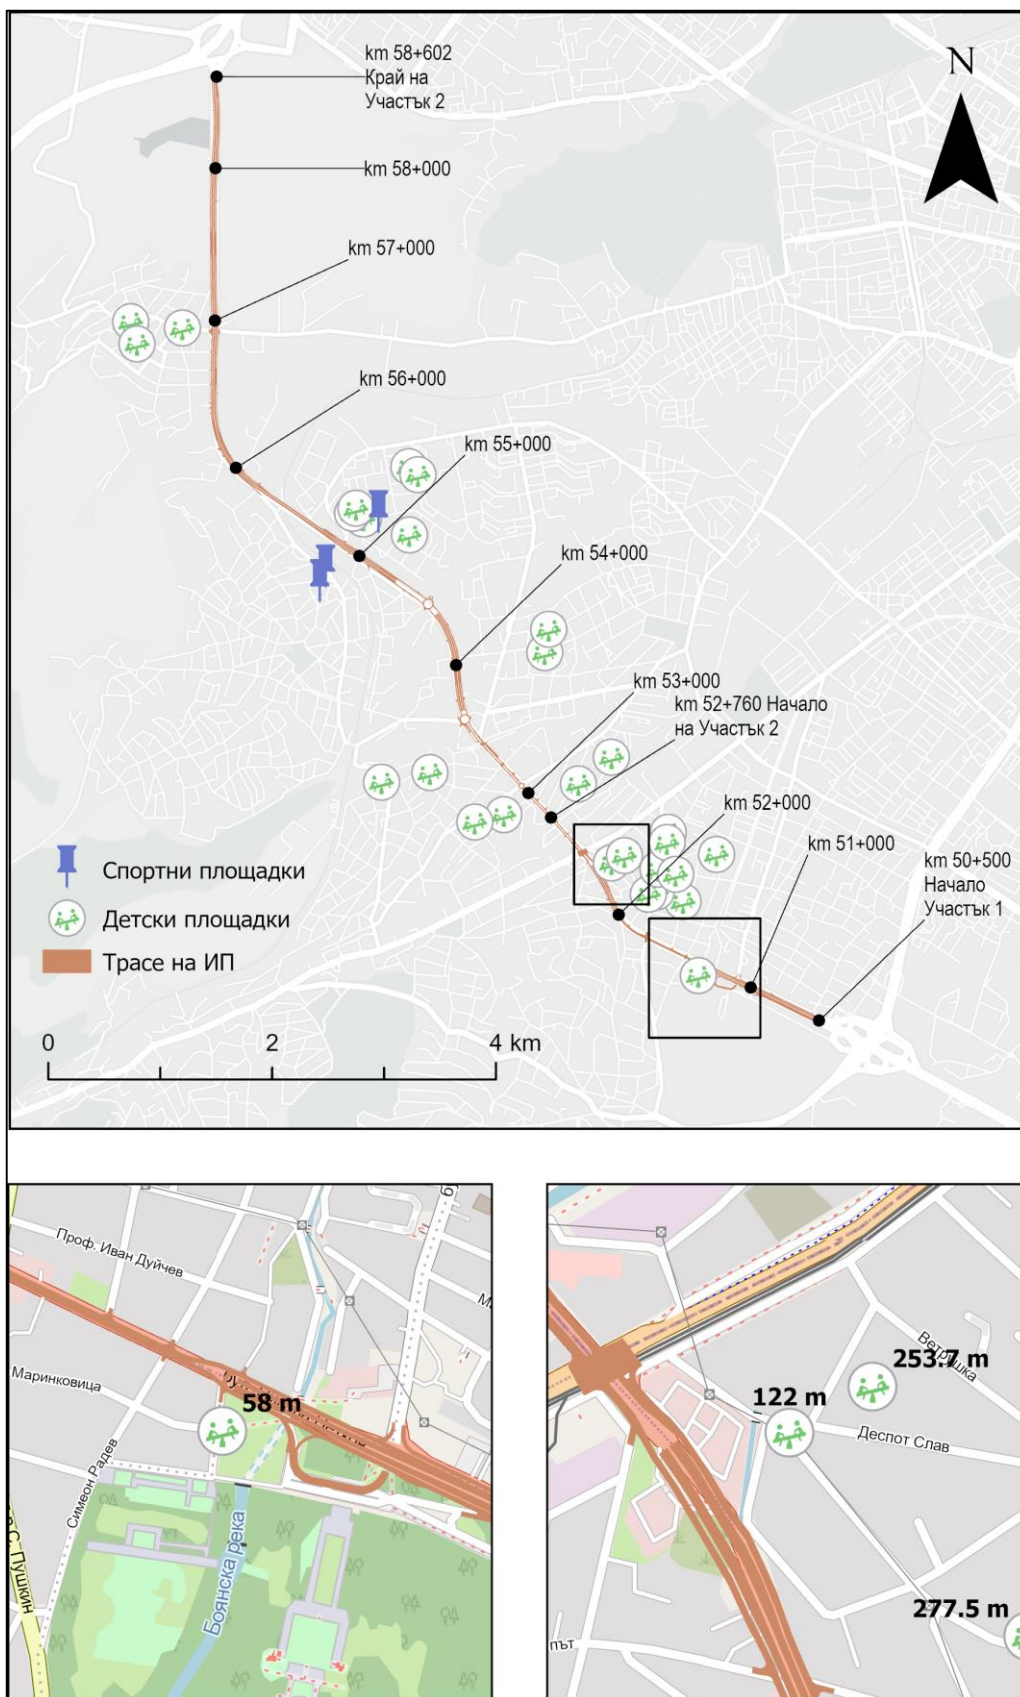 km 58+602
Край на
Участък 2
N
km 58+000
km 57+000
km 56+000
km 55+000
km 54+000
km 53+000
km 52+760 Начало
на Участък 2
km 52+000
km 51+000
km 50+500
Начало
Участък 1
Спортни площадки
Детски площадки
Трасе на ИП
0 2 4 km
Проф. Иван Дуйчев
Маринковица
58 m
Симеон Радев
Пушкин
Боянска река
Ветрушка
253.7 m
122 m
Деспот Слав
277.5 m
път